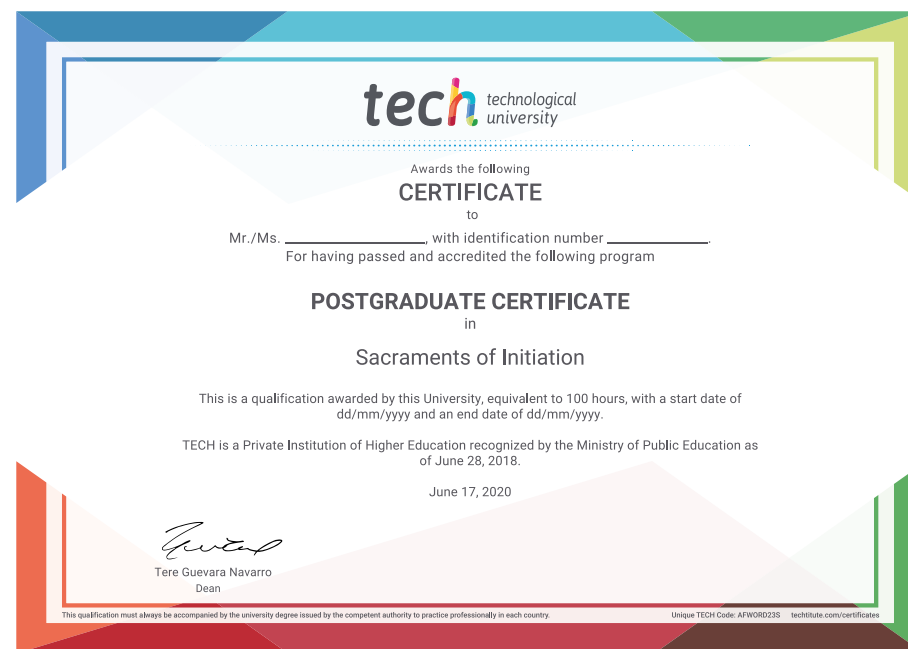 tech technological
university
Awards the following
CERTIFICATE
to
Mr./Ms. ____________________, with identification number ______________.
For having passed and accredited the following program
POSTGRADUATE CERTIFICATE
in
Sacraments of Initiation
This is a qualification awarded by this University, equivalent to 100 hours, with a start date of
dd/mm/yyyy and an end date of dd/mm/yyyy.
TECH is a Private Institution of Higher Education recognized by the Ministry of Public Education as
of June 28, 2018.
June 17, 2020
Tere Guevara Navarro
Dean
This qualification must always be accompanied by the university degree issued by the competent authority to practice professionally in each country.
Unique TECH Code: AFWORD23S techtitute.com/certificates